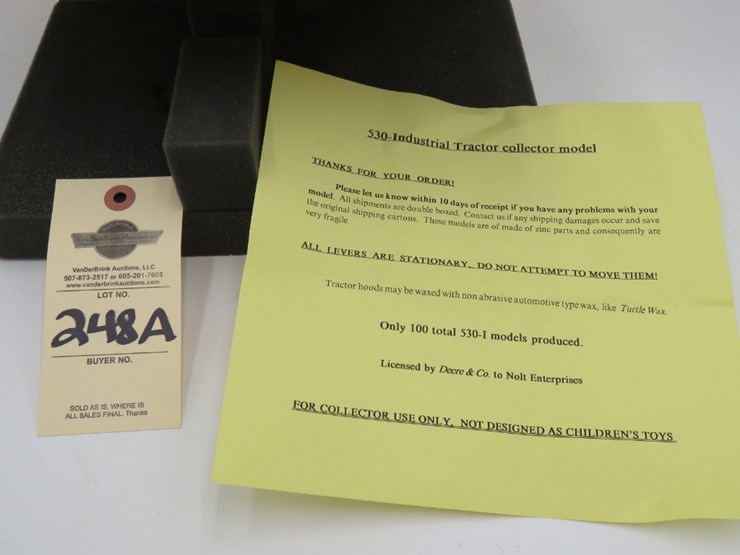 530-Industrial Tractor collector model
THANKS FOR YOUR ORDER!
Please let us know within 10 days of receipt if you have any problems with your
model. All shipments are double boxed. Contact us if any shipping damages occur and save
the original shipping cartons. These models are of made of zinc parts and consequently are
very fragile.
ALL LEVERS ARE STATIONARY, DO NOT ATTEMPT TO MOVE THEM!
Tractor hoods may be waxed with non abrasive automotive type wax, like Turtle Wax.
Only 100 total 530-I models produced.
Licensed by Deere & Co. to Nolt Enterprises
FOR COLLECTOR USE ONLY, NOT DESIGNED AS CHILDREN'S TOYS
VanDerBrink Auctions, LLC
507-673-2517 or 605-201-7005
www.vanderbrinkauctions.com
LOT NO.
248A
BUYER NO.
SOLD AS IS, WHERE IS
ALL SALES FINAL. Thanks